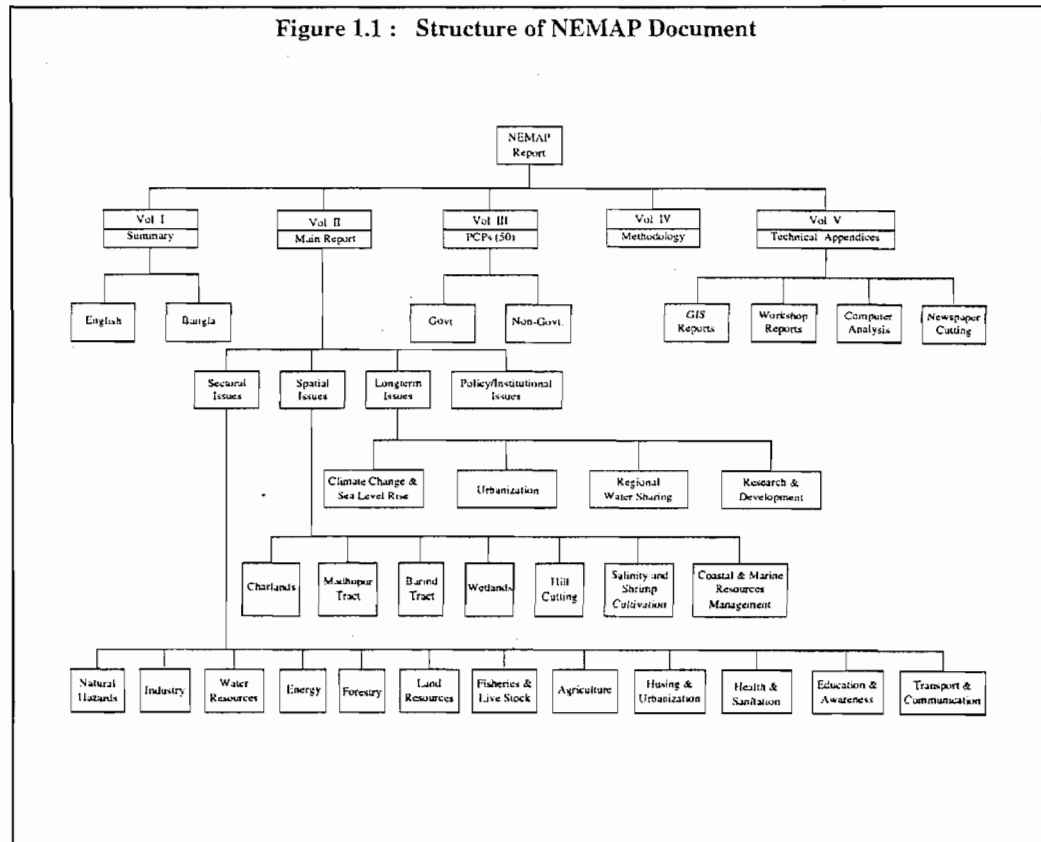 Figure 1.1 : Structure of NEMAP Document
NEMAP
Report
Vol I
Summary
Vol II
Main Report
Vol III
PCPs (50)
Vol IV
Methodology
Vol V
Technical Appendices
English
Bangla
Govt
Non-Govt.
GIS
Reports
Workshop
Reports
Computer
Analysis
Newspaper
Cutting
Sectoral
Issues
Spatial
Issues
Longterm
Issues
Policy/Institutional
Issues
Climate Change &
Sea Level Rise
Urbanization
Regional
Water Sharing
Research &
Development
Charlands
Madhupur
Tract
Barind
Tract
Wetlands
Hill
Cutting
Salinity and
Shrimp
Cultivation
Coastal & Marine
Resources
Management
Natural
Hazards
Industry
Water
Resources
Energy
Forestry
Land
Resources
Fisheries &
Live Stock
Agriculture
Husing &
Urbanization
Health &
Sanitation
Education &
Awareness
Transport &
Communication